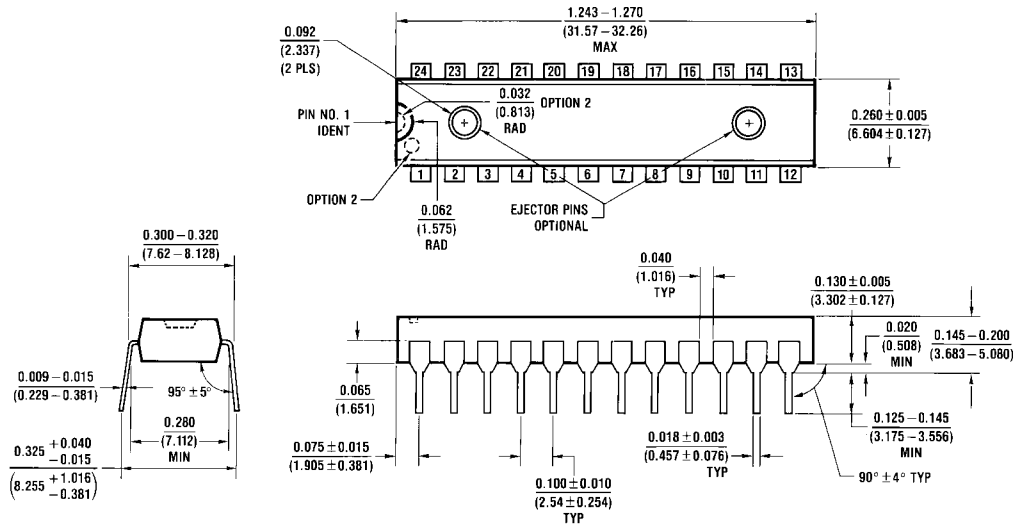 1.243 – 1.270
(31.57 – 32.26)
MAX
0.092
(2.337)
(2 PLS)
24 23 22 21 20 19 18 17 16 15 14 13
0.032
(0.813)
RAD
OPTION 2
PIN NO. 1
IDENT
0.260 ± 0.005
(6.604 ± 0.127)
1 2 3 4 5 6 7 8 9 10 11 12
OPTION 2
0.062
(1.575)
RAD
EJECTOR PINS
OPTIONAL
0.300 – 0.320
(7.62 – 8.128)
0.040
(1.016)
TYP
0.130 ± 0.005
(3.302 ± 0.127)
0.020
(0.508)
MIN
0.145 – 0.200
(3.683 – 5.080)
0.009 – 0.015
(0.229 – 0.381)
95° ± 5°
0.065
(1.651)
0.280
(7.112)
MIN
0.125 – 0.145
(3.175 – 3.556)
MIN
0.325 + 0.040
– 0.015
(8.255 + 1.016
– 0.381)
0.075 ± 0.015
(1.905 ± 0.381)
0.018 ± 0.003
(0.457 ± 0.076)
TYP
90° ± 4° TYP
0.100 ± 0.010
(2.54 ± 0.254)
TYP